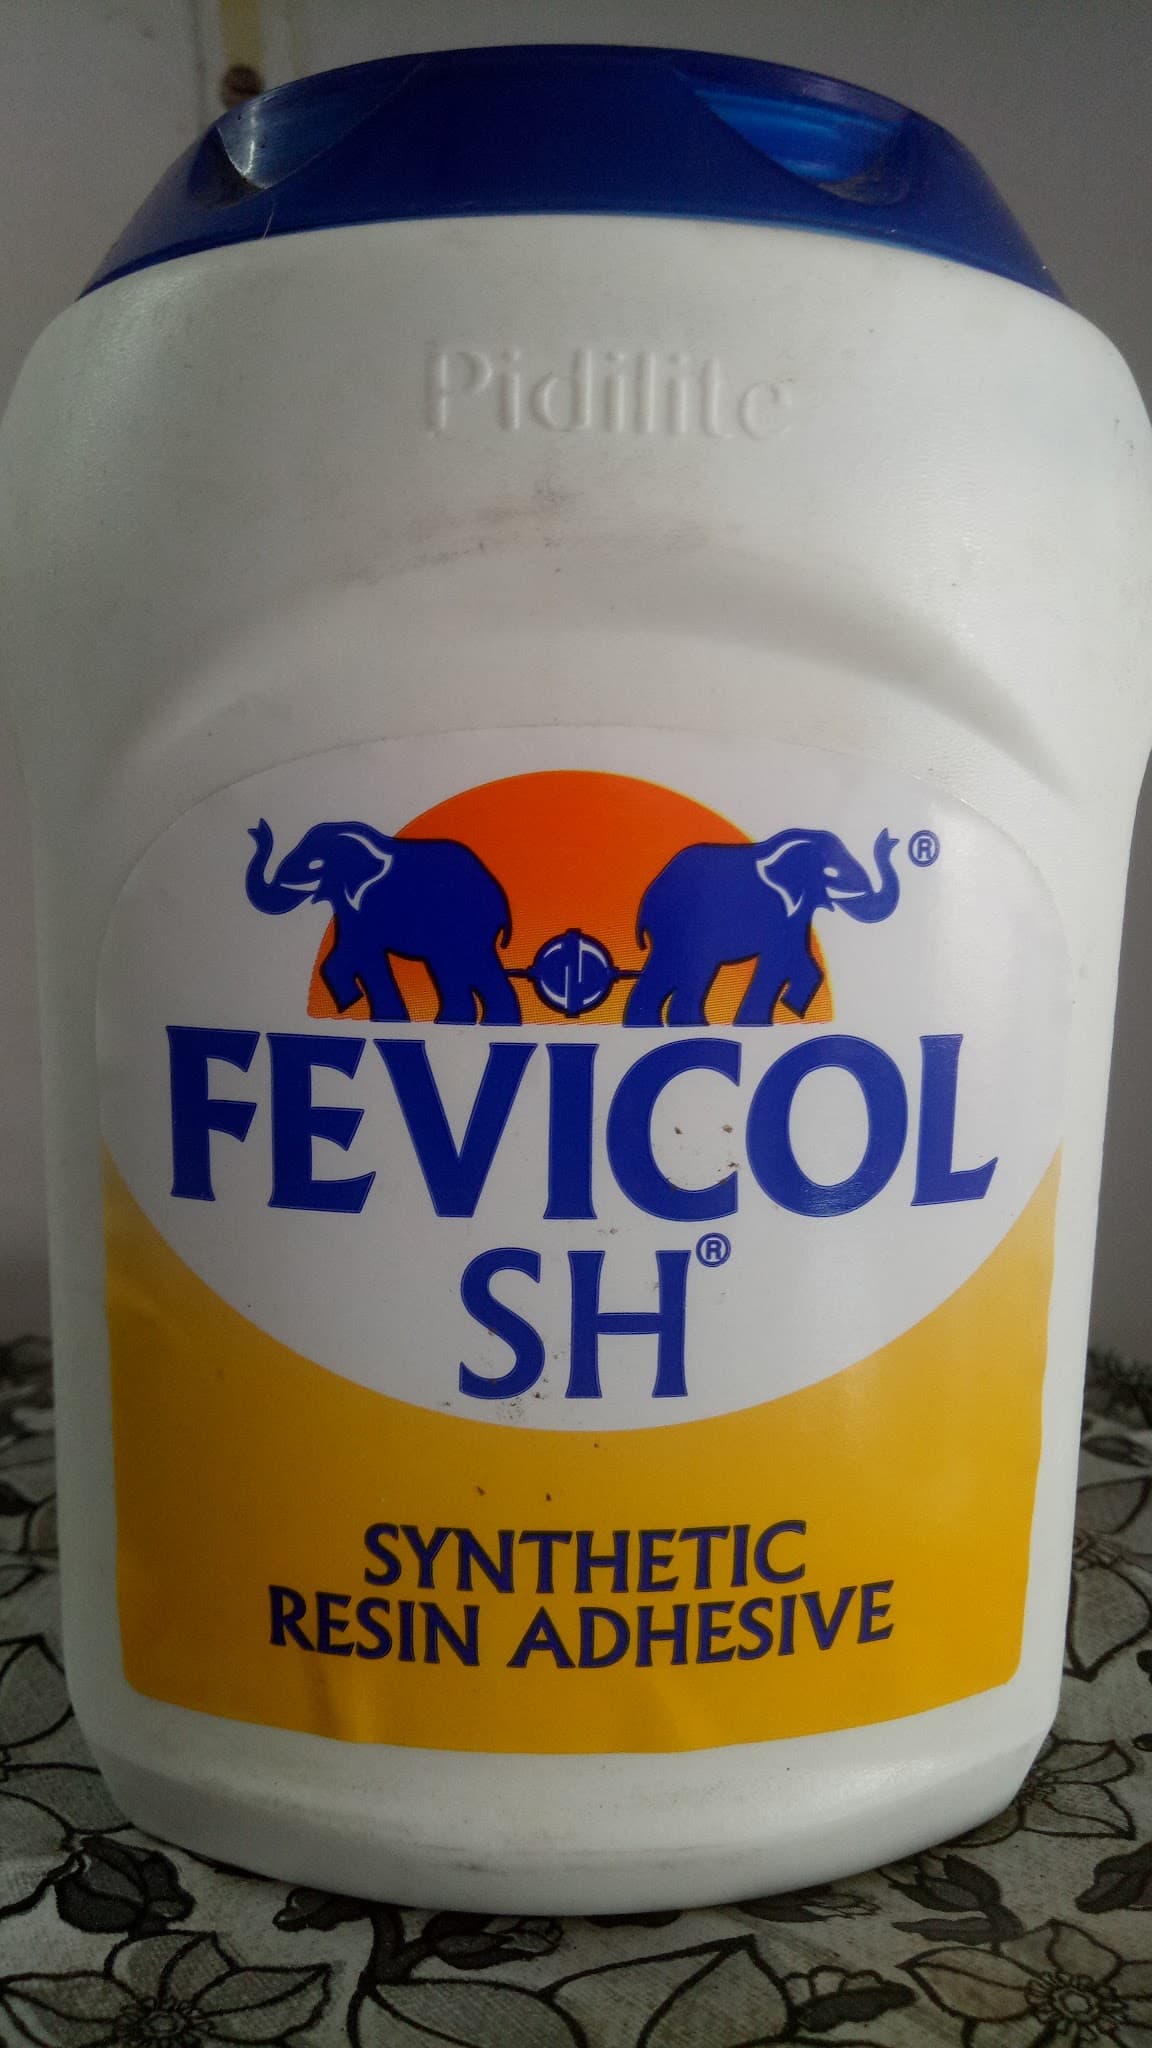 Pidilite
®
FEVICOL
SH®
SYNTHETIC
RESIN ADHESIVE